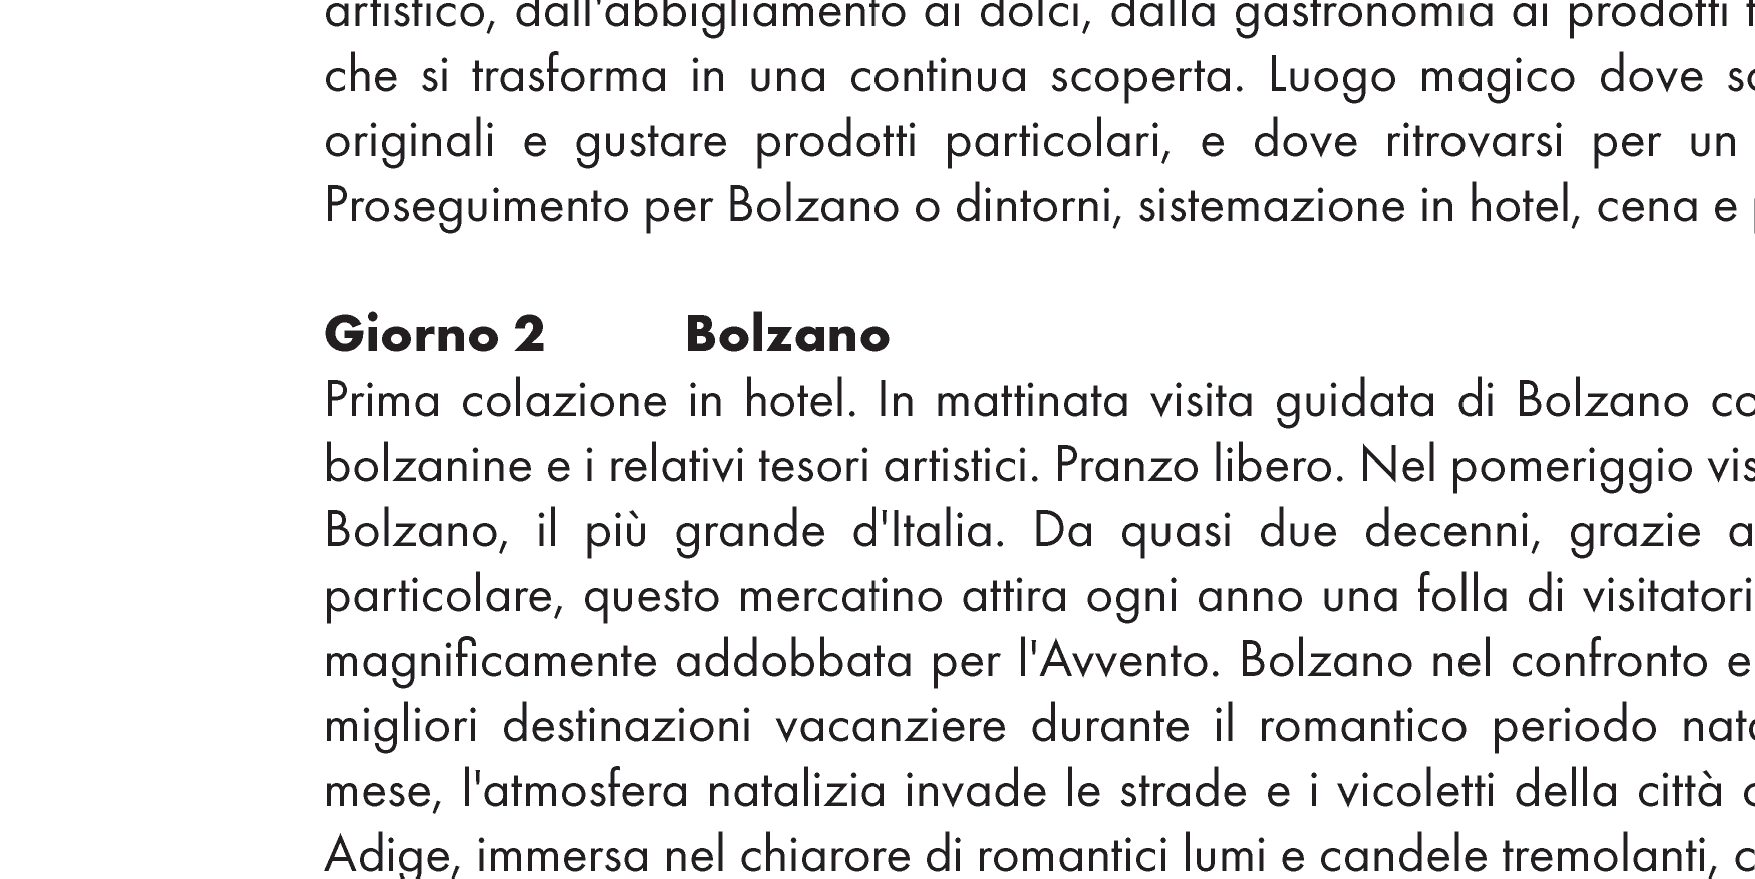 artistico, dall'abbigliamento ai dolci, dalla gastronomia ai prodotti
che si trasforma in una continua scoperta. Luogo magico dove
originali e gustare prodotti particolari, e dove ritrovarsi per un
Proseguimento per Bolzano o dintorni, sistemazione in hotel, cena e
Giorno 2 Bolzano
Prima colazione in hotel. In mattinata visita guidata di Bolzano
bolzanine e i relativi tesori artistici. Pranzo libero. Nel pomeriggio
Bolzano, il più grande d'Italia. Da quasi due decenni, grazie
particolare, questo mercatino attira ogni anno una folla di visitatori
magnificamente addobbata per l'Avvento. Bolzano nel confronto e
migliori destinazioni vacanziere durante il romantico periodo
mese, l'atmosfera natalizia invade le strade e i vicoletti della città
Adige, immersa nel chiarore di romantici lumi e candele tremolanti,